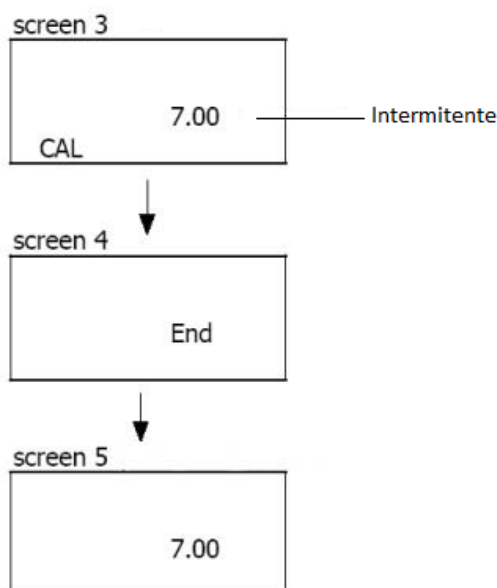 screen 3
7.00
Intermitente
CAL
screen 4
End
screen 5
7.00